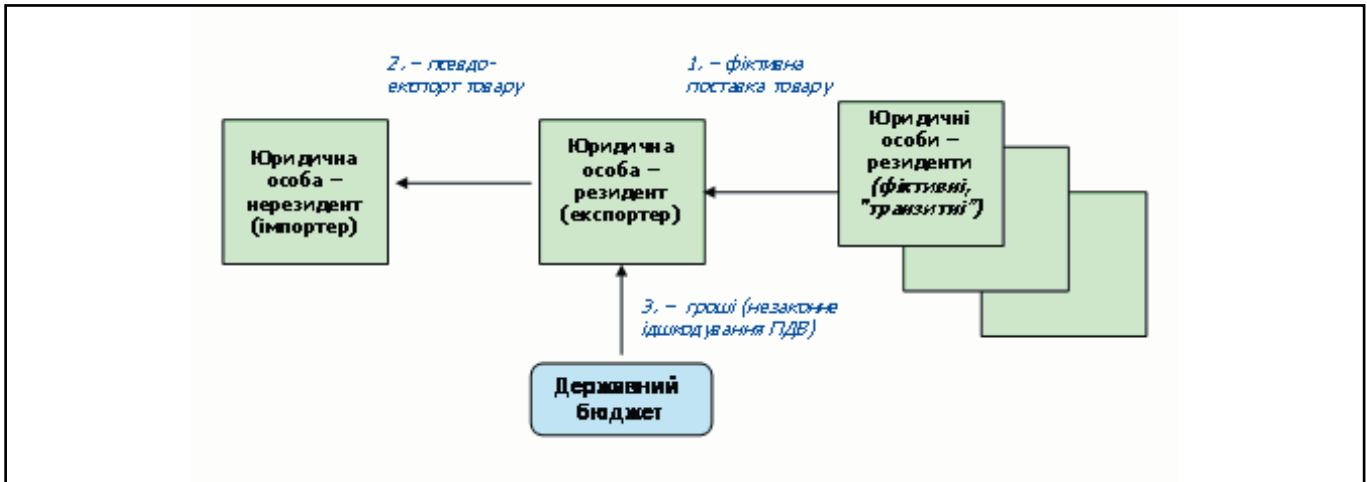 2. – псевдо-
експорт товару
1. – фіктивна
поставка товару
Юридична
особа –
нерезидент
(імпортер)
Юридична
особа –
резидент
(експортер)
Юридичні
особи –
резиденти
(фіктивні,
"транзитні")
3. – гроші (незаконне
ідшкодування ПДВ)
Державний
бюджет